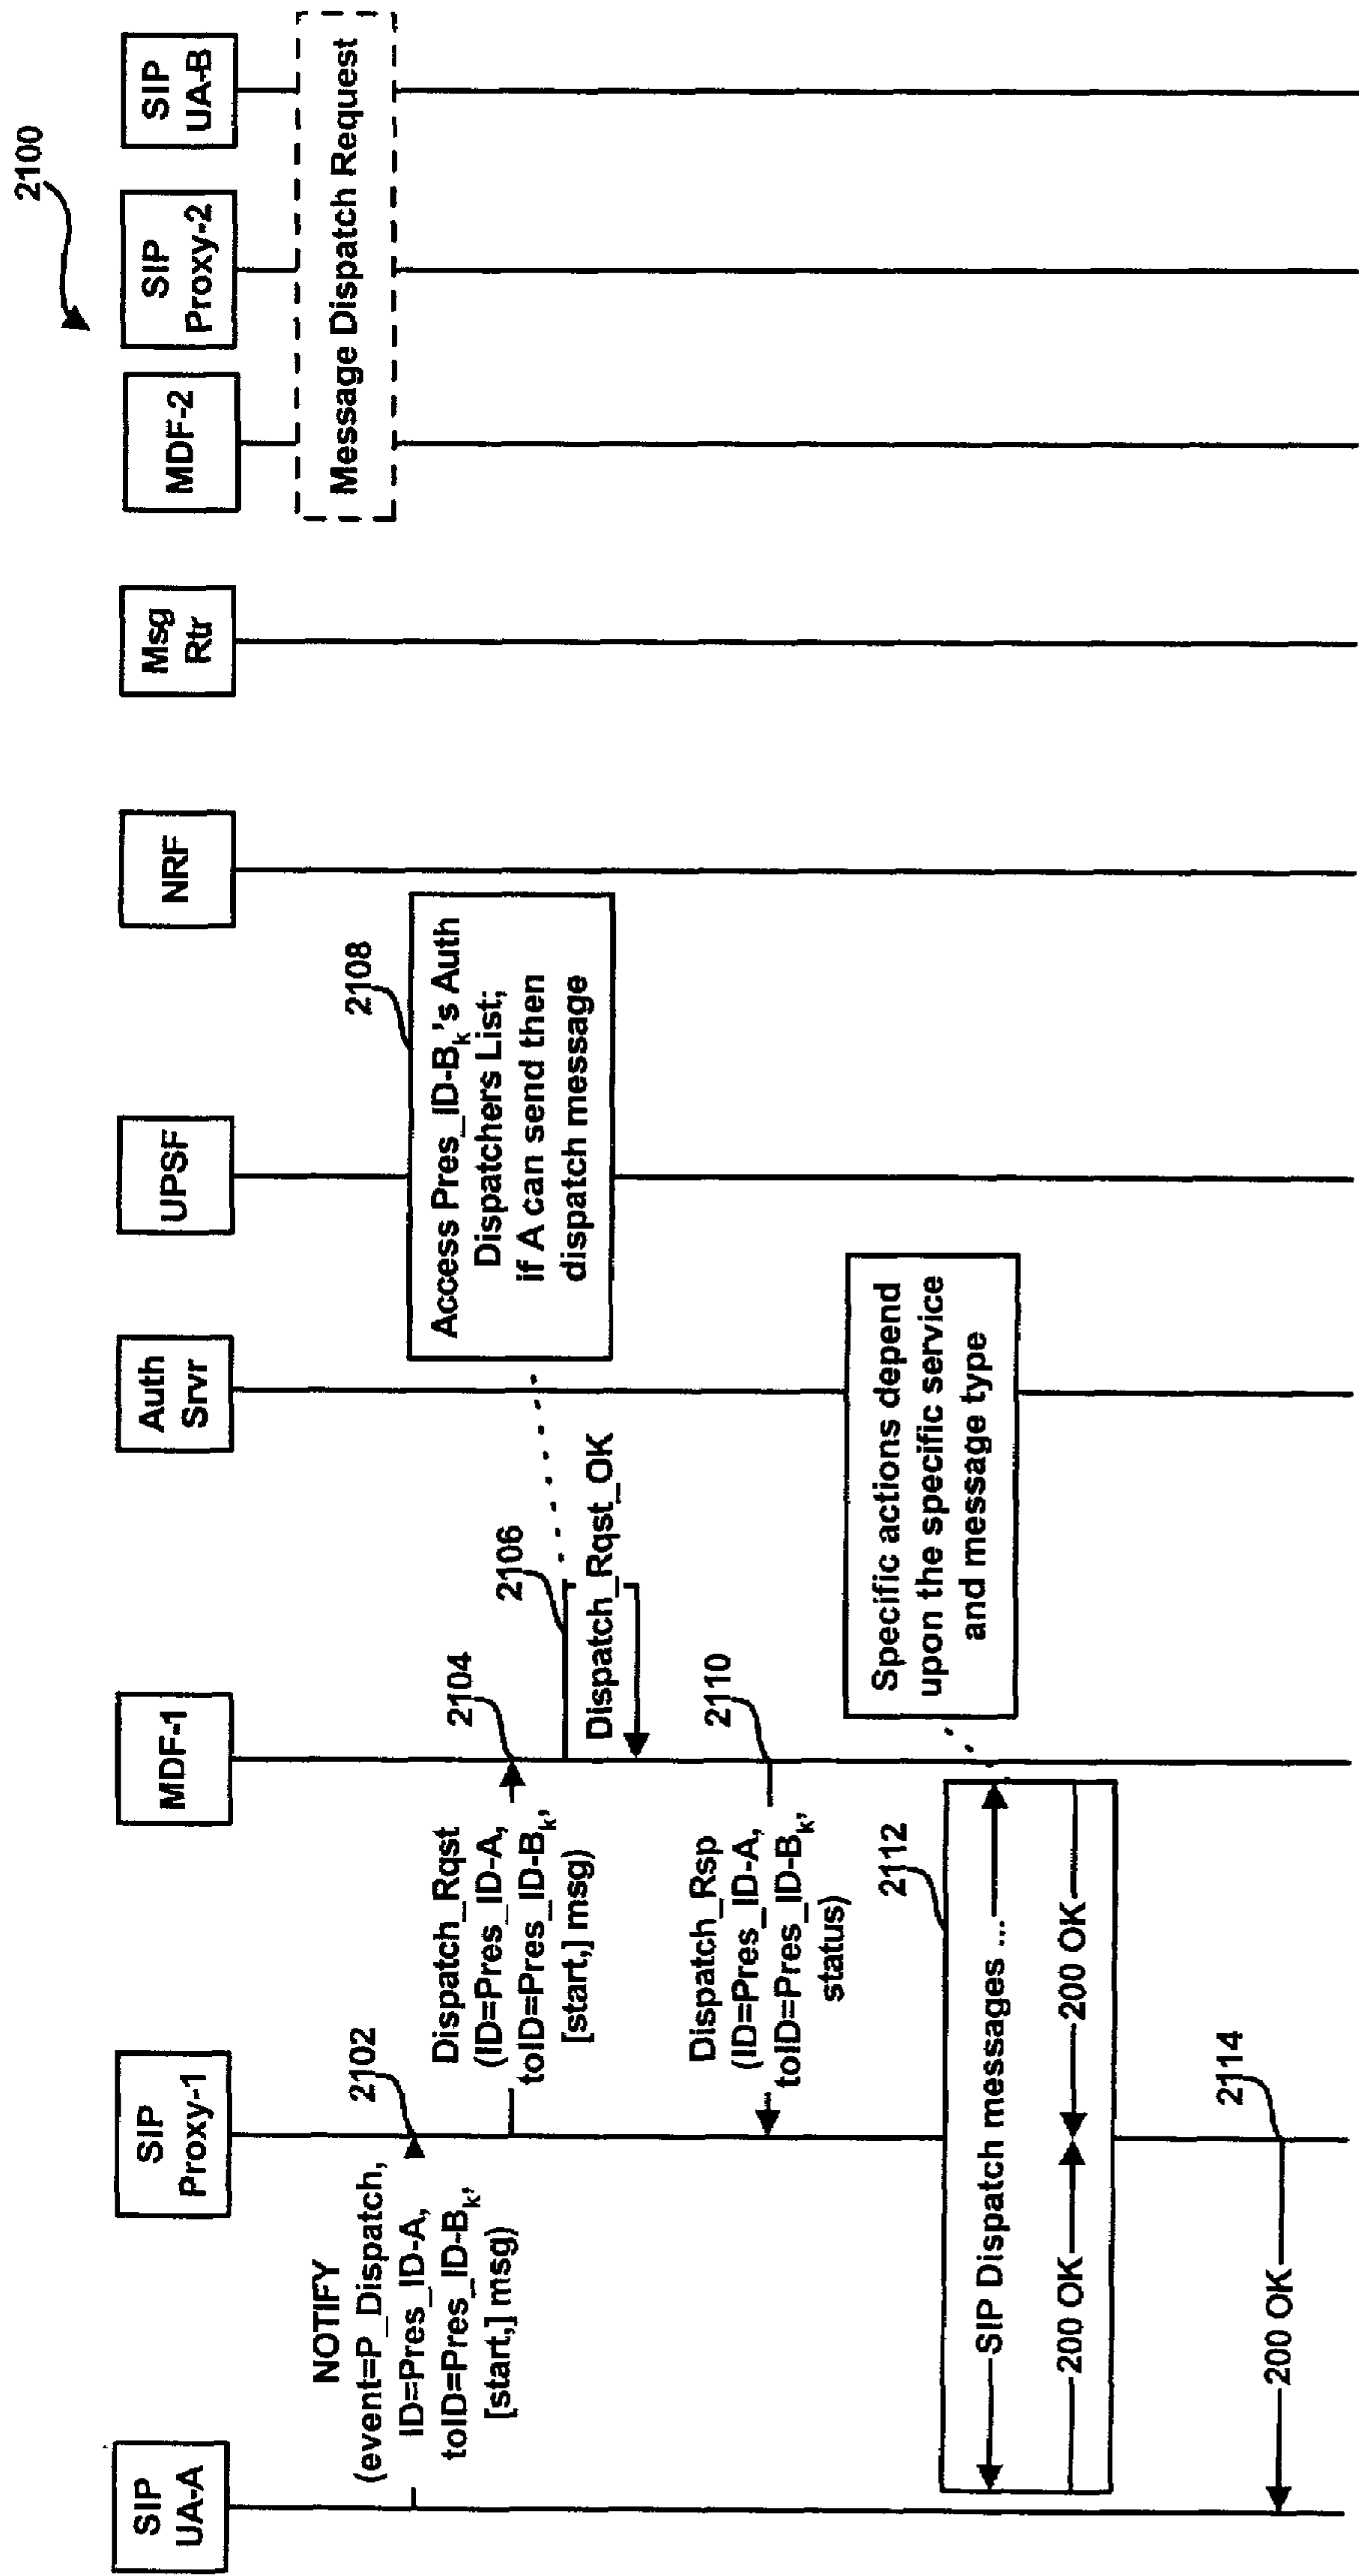 2100
SIP
UA-A
SIP
Proxy-1
MDF-1
Auth
Srvr
UPSF
NRF
Msg
Rtr
MDF-2
SIP
Proxy-2
SIP
UA-B
Message Dispatch Request
NOTIFY
(event=P_Dispatch,
ID=Pres_ID-A,
toID=Pres_ID-Bk,
[start,] msg)
2102
Dispatch_Rqst
(ID=Pres_ID-A,
toID=Pres_ID-Bk,
[start,] msg)
2104
2106
Dispatch_Rqst_OK
2108
Access Pres_ID-Bk's Auth
Dispatchers List;
if A can send then
dispatch message
Dispatch_Rsp
(ID=Pres_ID-A,
toID=Pres_ID-Bk,
status)
2110
Specific actions depend
upon the specific service
and message type
2112
SIP Dispatch messages ...
200 OK
200 OK
200 OK
2114